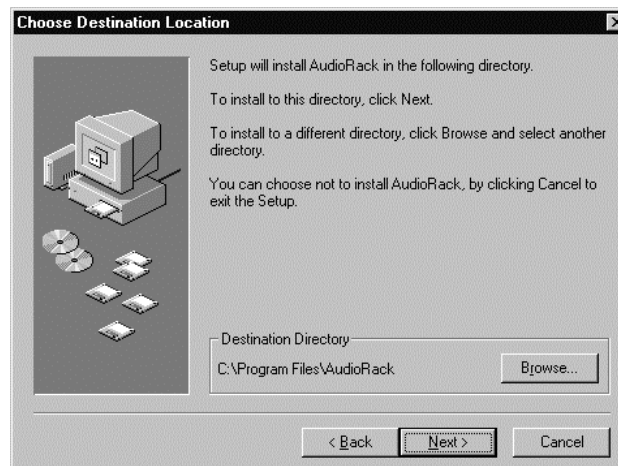 Choose Destination Location
Setup will install AudioRack in the following directory.
To install to this directory, click Next.
To install to a different directory, click Browse and select another
directory.
You can choose not to install AudioRack, by clicking Cancel to
exit the Setup.
Destination Directory
C:\Program Files\AudioRack
Browse...
< Back
Next >
Cancel